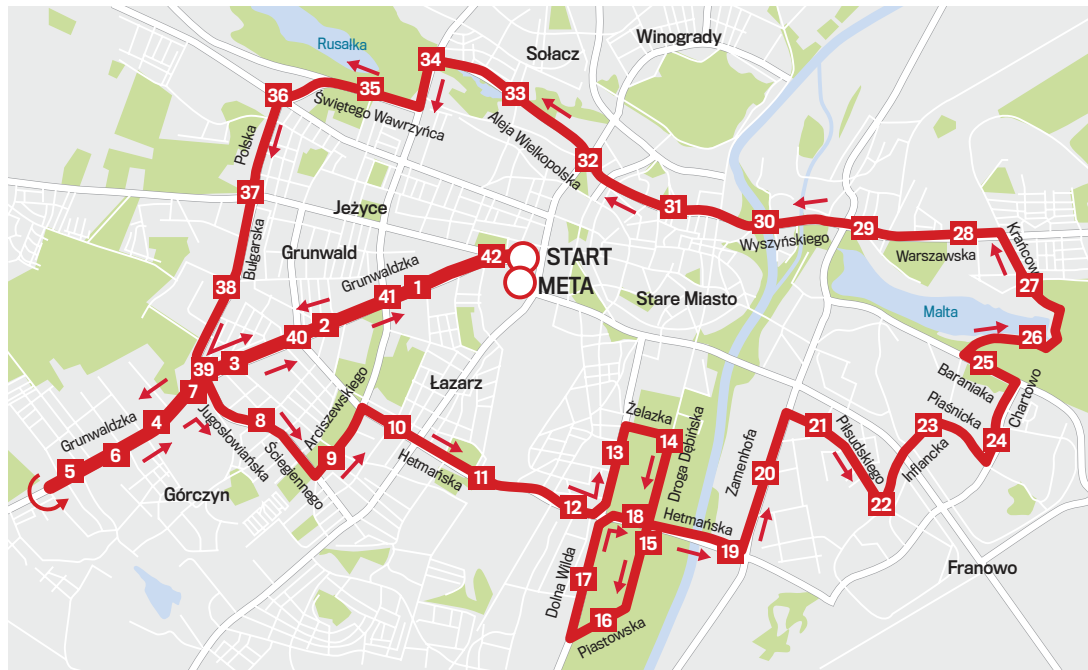 Rusałka
Sołacz
Winogrady
34
35
33
36
Świętego Wawrzyńca
Aleja Wielkopolska
Polska
32
37
31
30
29
28
Krańcowa
Jeżyce
Wyszyńskiego
Warszawska
Bułgarska
Grunwald
42
START
META
27
38
Grunwaldzka
41
1
Stare Miasto
Malta
40
2
26
39
3
25
7
Łazarz
Baraniaka
4
8
Arciszewskiego
10
Żelazka
Chartowo
Grunwaldzka
Jugosłowiańska
Ścięgiennego
13
14
Droga Dębińska
21
Piłsudskiego
23
Piaśnicka
24
5
6
9
Hetmańska
11
Zamenhofa
20
Inflancka
Górczyn
12
18
Hetmańska
22
15
19
Franowo
Dolna Wilda
17
16
Piastowska